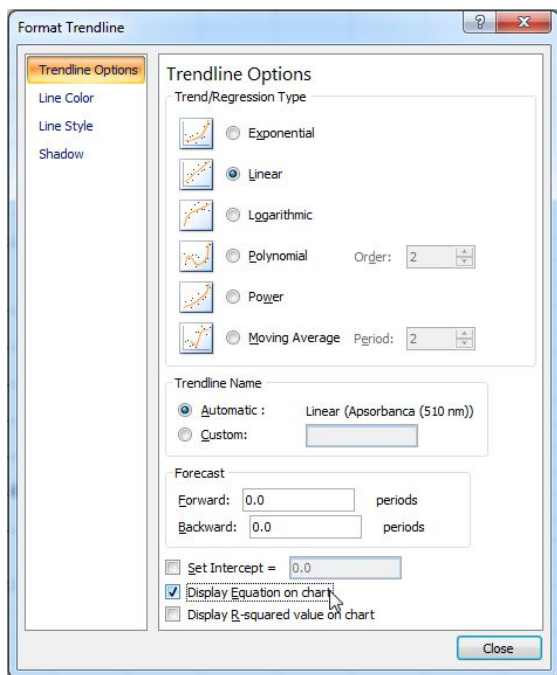 Format Trendline
Trendline Options
Line Color
Line Style
Shadow
Trendline Options
Trend/Regression Type
Exponential
Linear
Logarithmic
Polynomial Order: 2
Power
Moving Average Period: 2
Trendline Name
Automatic : Linear (Apsorbanca (510 nm))
Custom:
Forecast
Forward: 0.0 periods
Backward: 0.0 periods
Set Intercept = 0.0
Display Equation on chart
Display R-squared value on chart
Close